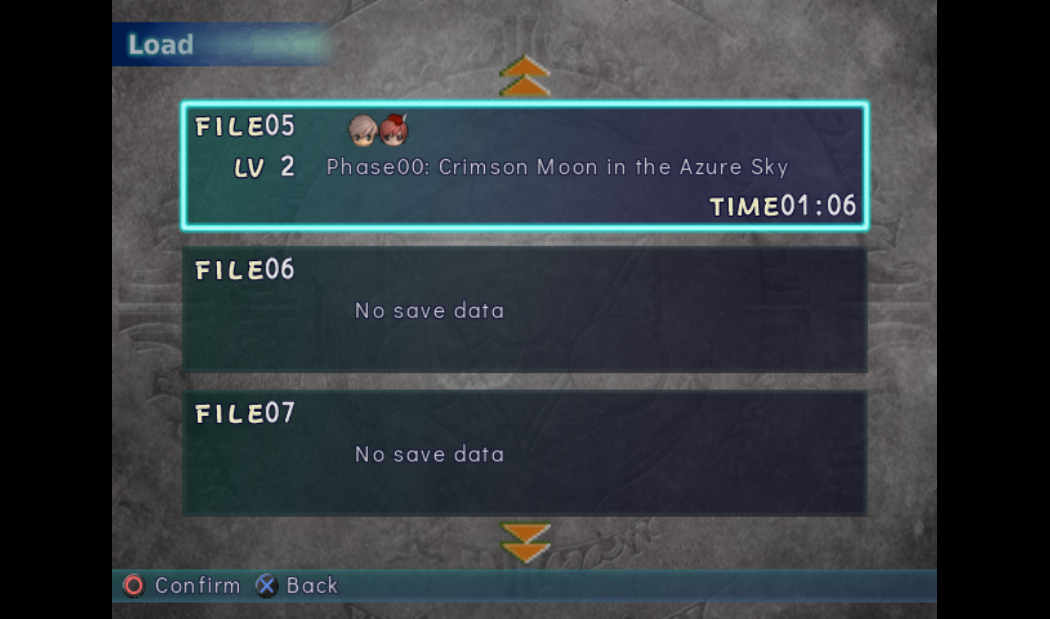 Load
FILE05
LV 2 Phase00: Crimson Moon in the Azure Sky
TIME01:06
FILE06
No save data
FILE07
No save data
Confirm Back